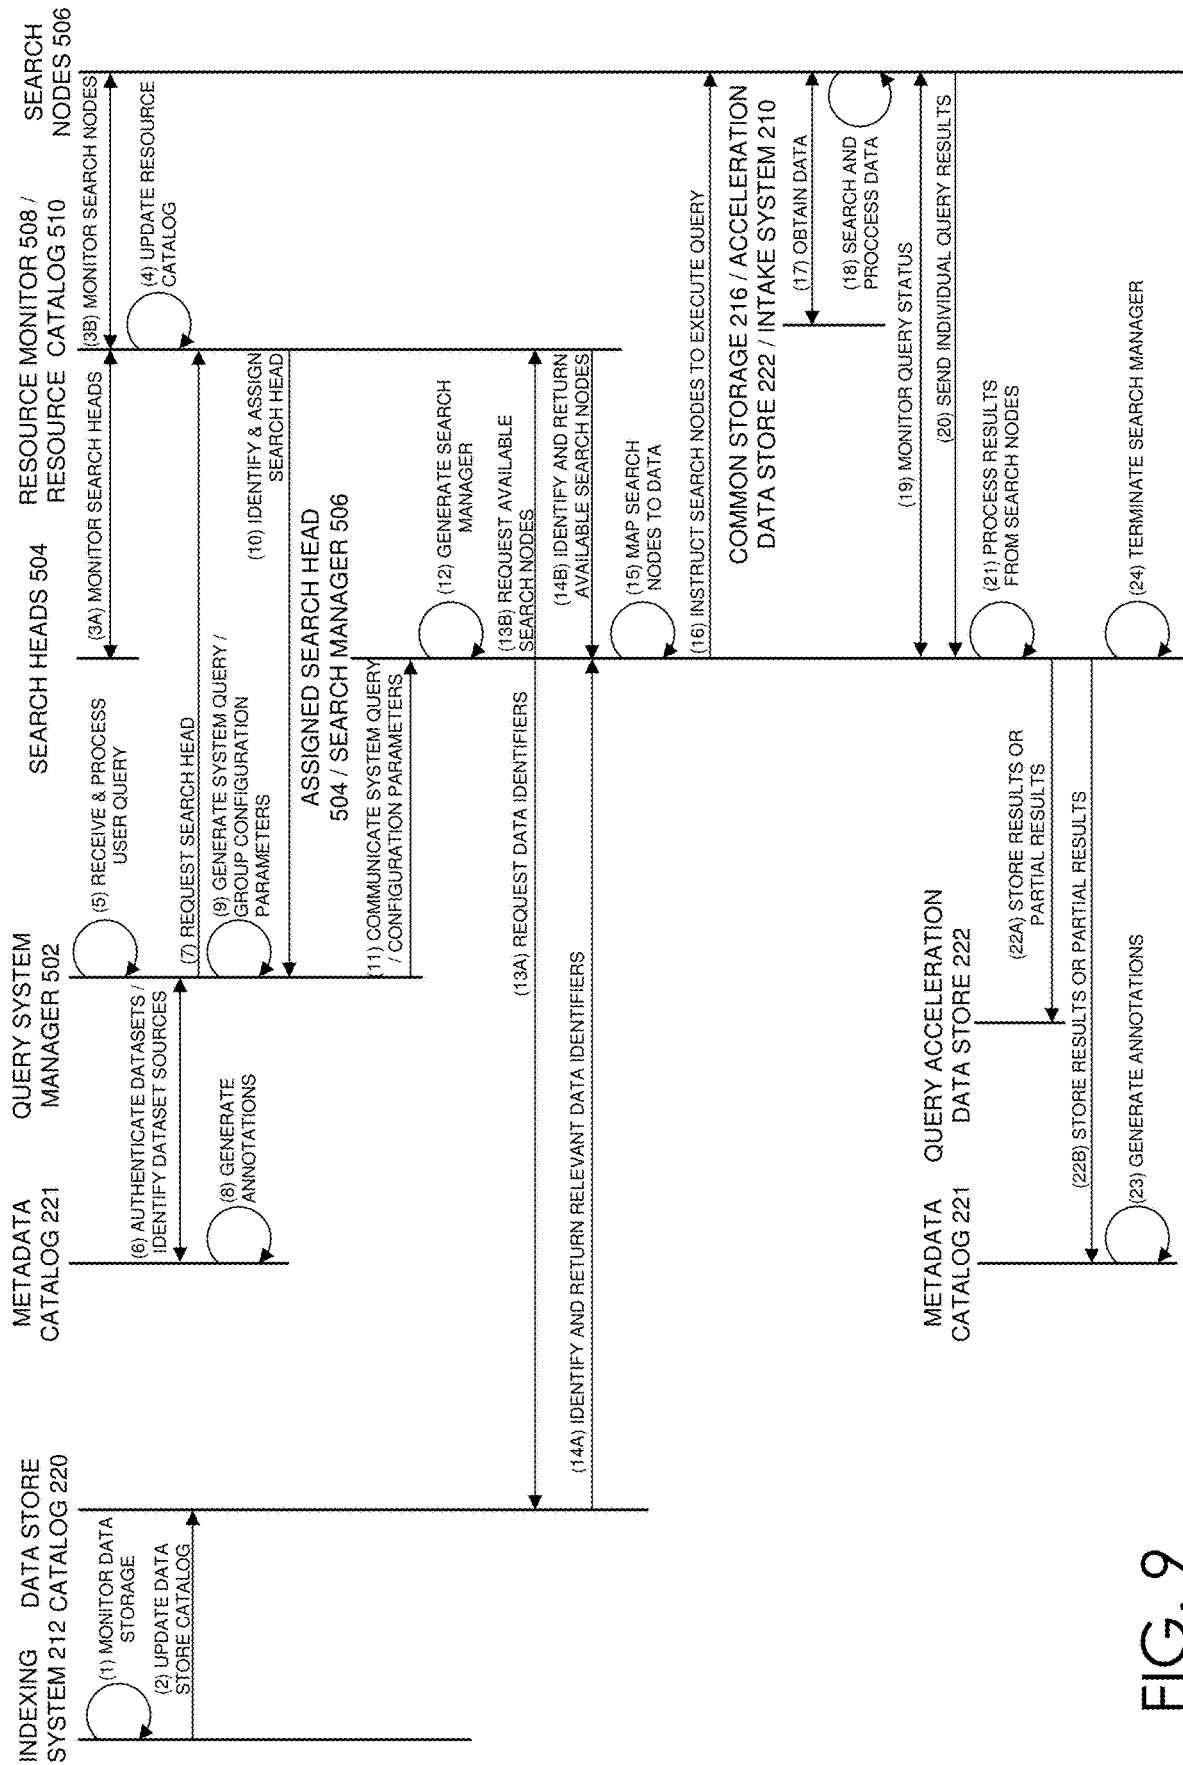 INDEXING
SYSTEM 212
DATA STORE
CATALOG 220
METADATA
CATALOG 221
QUERY SYSTEM
MANAGER 502
SEARCH HEADS 504
RESOURCE MONITOR 508 /
RESOURCE CATALOG 510
SEARCH
NODES 506
(1) MONITOR DATA
STORAGE
(2) UPDATE DATA
STORE CATALOG
(3A) MONITOR SEARCH HEADS
(3B) MONITOR SEARCH NODES
(4) UPDATE RESOURCE
CATALOG
(5) RECEIVE & PROCESS
USER QUERY
(6) AUTHENTICATE DATASETS /
IDENTIFY DATASET SOURCES
(7) REQUEST SEARCH HEAD
(8) GENERATE
ANNOTATIONS
(9) GENERATE SYSTEM QUERY /
GROUP CONFIGURATION
PARAMETERS
(10) IDENTIFY & ASSIGN
SEARCH HEAD
ASSIGNED SEARCH HEAD
504 / SEARCH MANAGER 506
(11) COMMUNICATE SYSTEM QUERY
/ CONFIGURATION PARAMETERS
(12) GENERATE SEARCH
MANAGER
(13A) REQUEST DATA IDENTIFIERS
(13B) REQUEST AVAILABLE
SEARCH NODES
(14A) IDENTIFY AND RETURN RELEVANT DATA IDENTIFIERS
(14B) IDENTIFY AND RETURN
AVAILABLE SEARCH NODES
(15) MAP SEARCH
NODES TO DATA
(16) INSTRUCT SEARCH NODES TO EXECUTE QUERY
COMMON STORAGE 216 / ACCELERATION
DATA STORE 222 / INTAKE SYSTEM 210
(17) OBTAIN DATA
(18) SEARCH AND
PROCCESS DATA
(19) MONITOR QUERY STATUS
(20) SEND INDIVIDUAL QUERY RESULTS
METADATA
CATALOG 221
QUERY ACCELERATION
DATA STORE 222
(21) PROCESS RESULTS
FROM SEARCH NODES
(22A) STORE RESULTS OR
PARTIAL RESULTS
(22B) STORE RESULTS OR PARTIAL RESULTS
(23) GENERATE ANNOTATIONS
(24) TERMINATE SEARCH MANAGER
FIG. 9